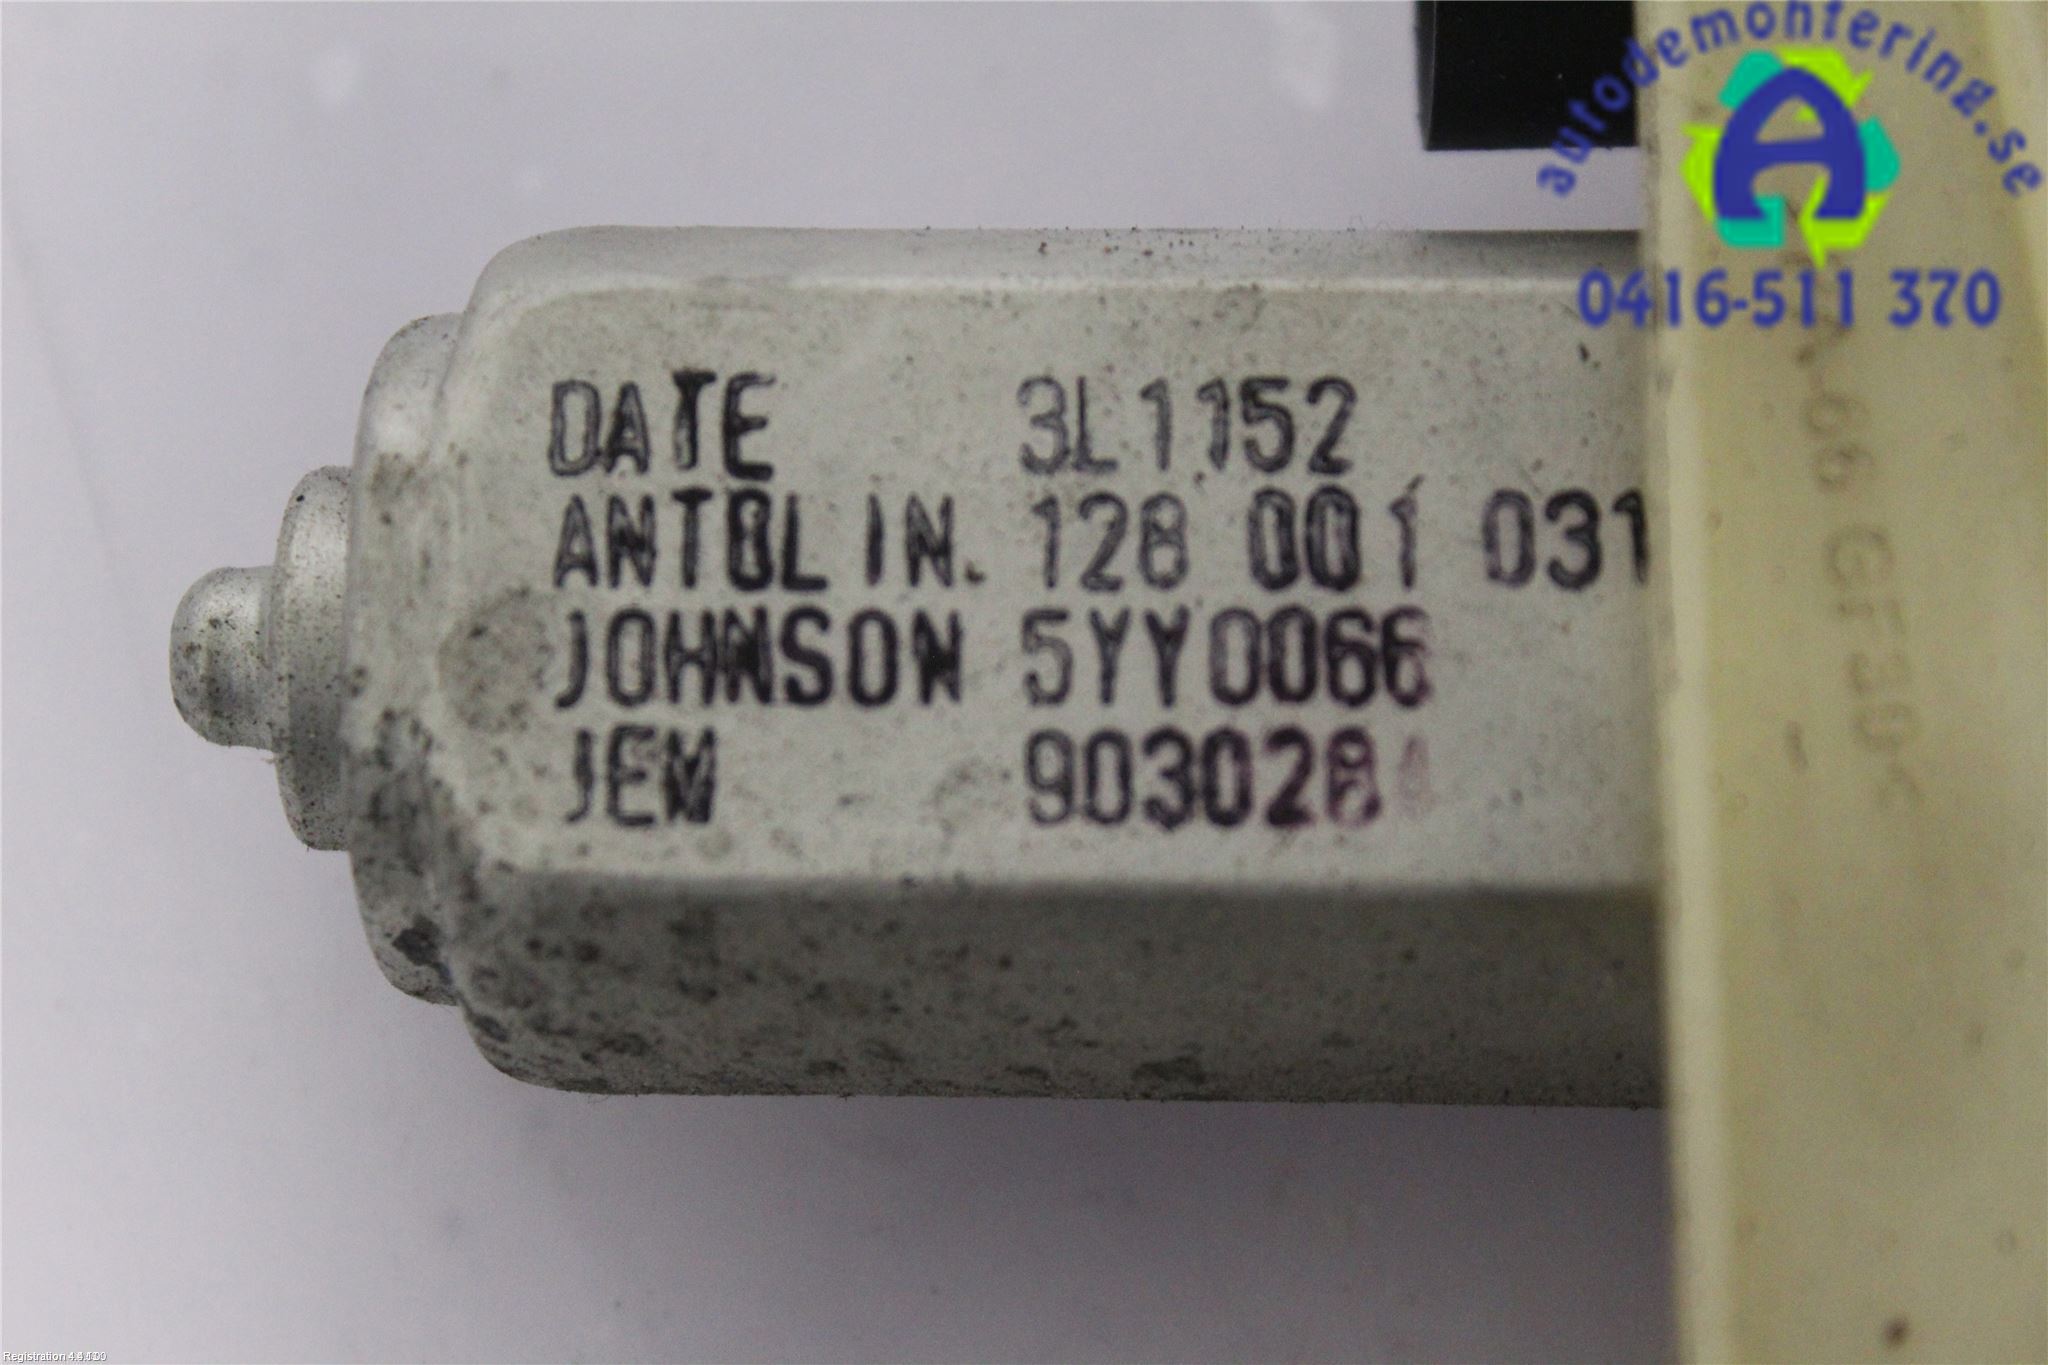 autodemontering.se
A
0416-511 370
DATE 3L1152
ANTOLIN. 128 001 031
JOHNSON 5YY0066
JEM 903028